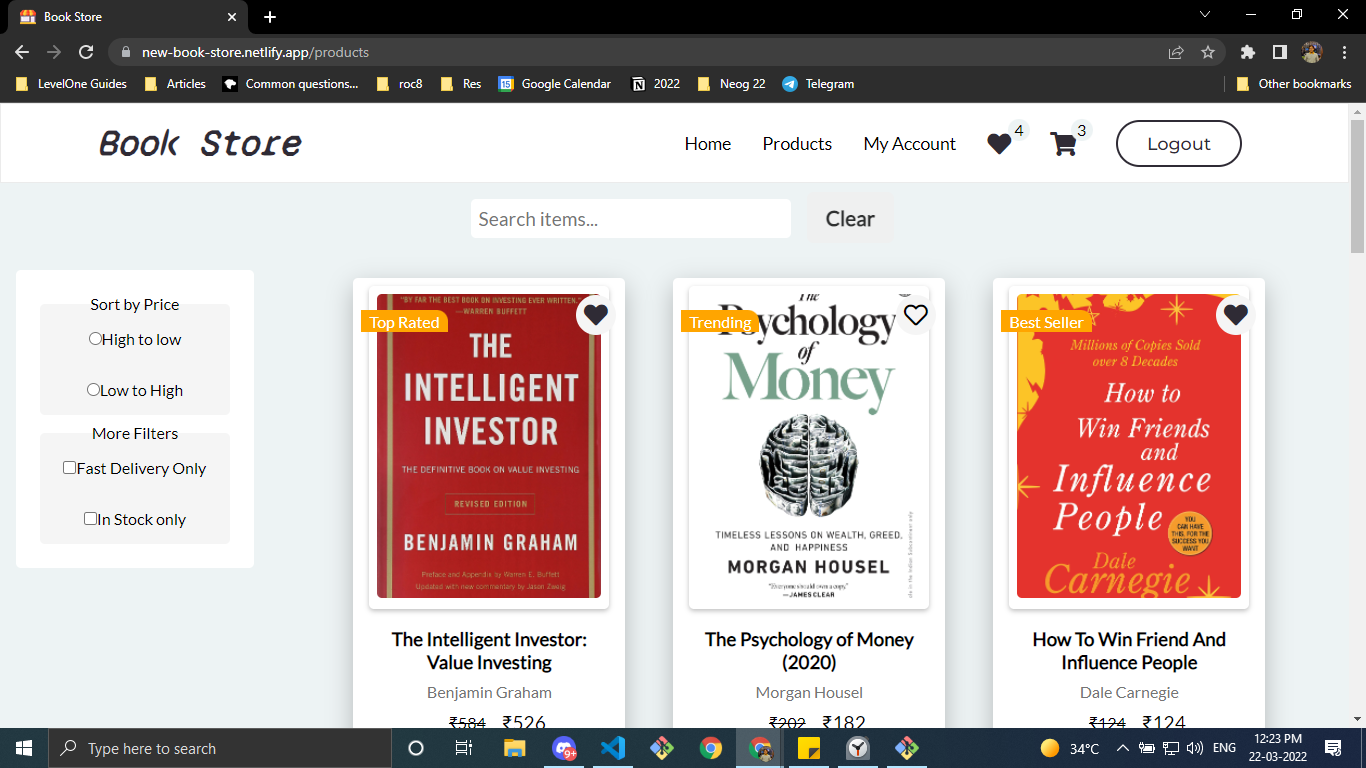 Book Store
new-book-store.netlify.app/products
LevelOne Guides
Articles
Common questions...
roc8
Res
31
Google Calendar
2022
Neog 22
Telegram
Other bookmarks
Book Store
Home
Products
My Account
4
3
Logout
Search items...
Clear
Sort by Price
High to low
Low to High
More Filters
Fast Delivery Only
In Stock only
Top Rated
"BY FAR THE BEST BOOK ON INVESTING EVER WRITTEN."
—WARREN BUFFETT
THE
INTELLIGENT
INVESTOR
THE DEFINITIVE BOOK ON VALUE INVESTING
REVISED EDITION
BENJAMIN GRAHAM
Preface and Appendix by Warren E. Buffett
Updated with new commentary by Jason Zweig
The Intelligent Investor:
Value Investing
Benjamin Graham
₹584 ₹526
Trending
The
Psychology
of
Money
TIMELESS LESSONS ON WEALTH, GREED,
AND HAPPINESS
MORGAN HOUSEL
"Everyone should own a copy"
—JAMES CLEAR
The Psychology of Money
(2020)
Morgan Housel
₹202 ₹182
Best Seller
Millions of Copies Sold
over 8 Decades
How to
Win Friends
and
Influence
People
YOU CAN
HAVE THIS, FOR THE
SUCCESS YOU
WANT
Dale
Carnegie
How To Win Friend And
Influence People
Dale Carnegie
₹124 ₹124
Type here to search
9+
34°C
ENG
12:23 PM
22-03-2022